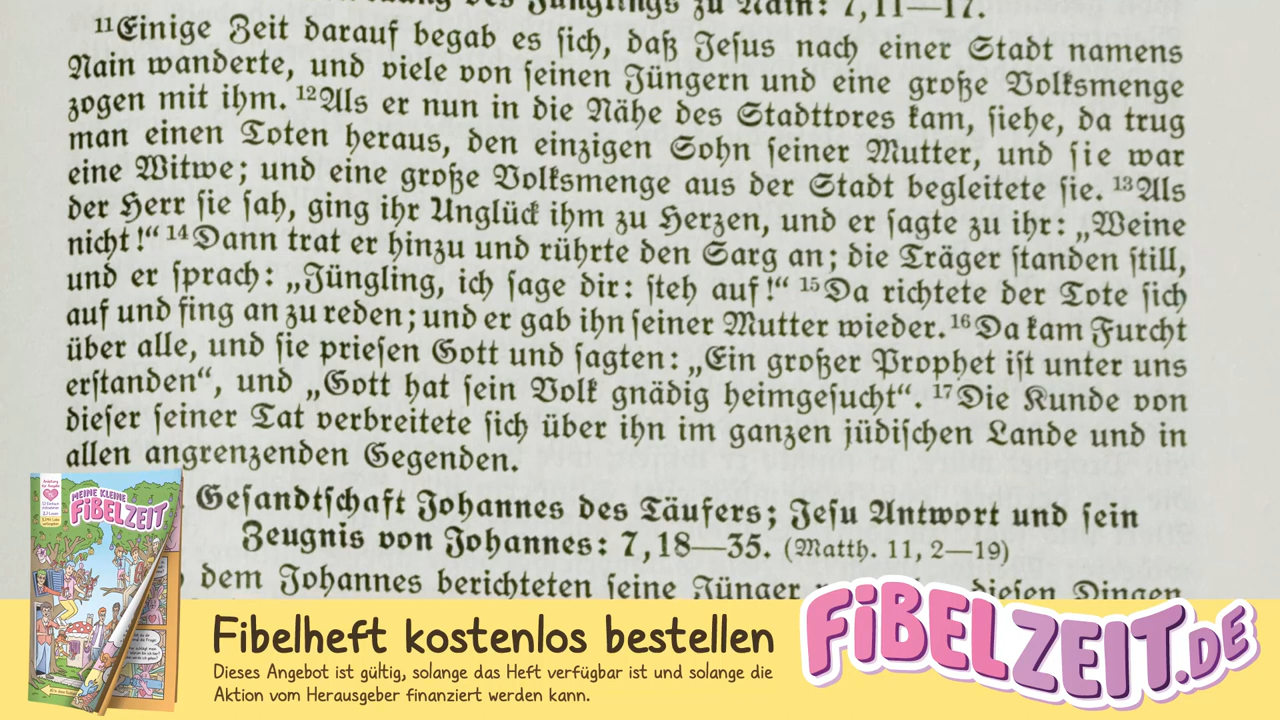 des Jünglings zu Nain: 7, 11—17.
¹¹Einige Zeit darauf begab es sich, daß Jesus nach einer Stadt namens
Nain wanderte, und viele von seinen Jüngern und eine große Volksmenge
zogen mit ihm. ¹²Als er nun in die Nähe des Stadttores kam, siehe, da trug
man einen Toten heraus, den einzigen Sohn seiner Mutter, und sie war
eine Witwe; und eine große Volksmenge aus der Stadt begleitete sie. ¹³Als
der Herr sie sah, ging ihr Unglück ihm zu Herzen, und er sagte zu ihr: „Weine
nicht!“ ¹⁴Dann trat er hinzu und rührte den Sarg an; die Träger standen still,
und er sprach: „Jüngling, ich sage dir: steh auf!“ ¹⁵Da richtete der Tote sich
auf und fing an zu reden; und er gab ihn seiner Mutter wieder. ¹⁶Da kam Furcht
über alle, und sie priesen Gott und sagten: „Ein großer Prophet ist unter uns
erstanden“, und „Gott hat sein Volk gnädig heimgesucht“. ¹⁷Die Kunde von
dieser seiner Tat verbreitete sich über ihn im ganzen jüdischen Lande und in
allen angrenzenden Gegenden.
Gesandtschaft Johannes des Täufers; Jesu Antwort und sein
Zeugnis von Johannes: 7, 18—35. (Matth. 11, 2—19)
dem Johannes berichteten seine Jünger diesen Dingen
MEINE KLEINE
FIBELZEIT
Fibelheft kostenlos bestellen
Dieses Angebot ist gültig, solange das Heft verfügbar ist und solange die
Aktion vom Herausgeber finanziert werden kann.
FIBELZEIT.DE